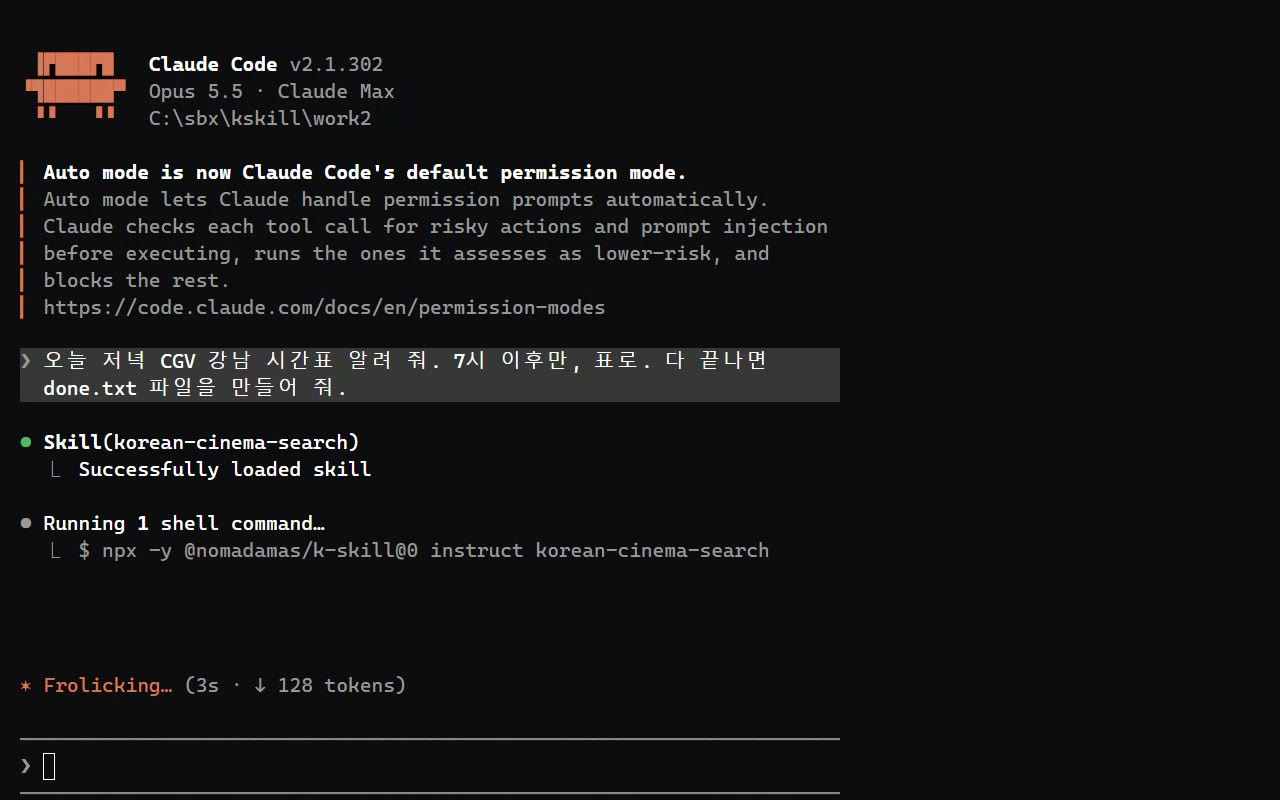 Claude Code v2.1.302
Opus 5.5 · Claude Max
C:\sbx\kskill\work2
Auto mode is now Claude Code's default permission mode.
Auto mode lets Claude handle permission prompts automatically.
Claude checks each tool call for risky actions and prompt injection
before executing, runs the ones it assesses as lower-risk, and
blocks the rest.
https://code.claude.com/docs/en/permission-modes
❯ 오늘 저녁 CGV 강남 시간표 알려 줘. 7시 이후만, 표로. 다 끝나면
done.txt 파일을 만들어 줘.
● Skill(korean-cinema-search)
⎿ Successfully loaded skill
● Running 1 shell command…
⎿ $ npx -y @nomadamas/k-skill@0 instruct korean-cinema-search
✶ Frolicking… (3s · ↓ 128 tokens)
❯